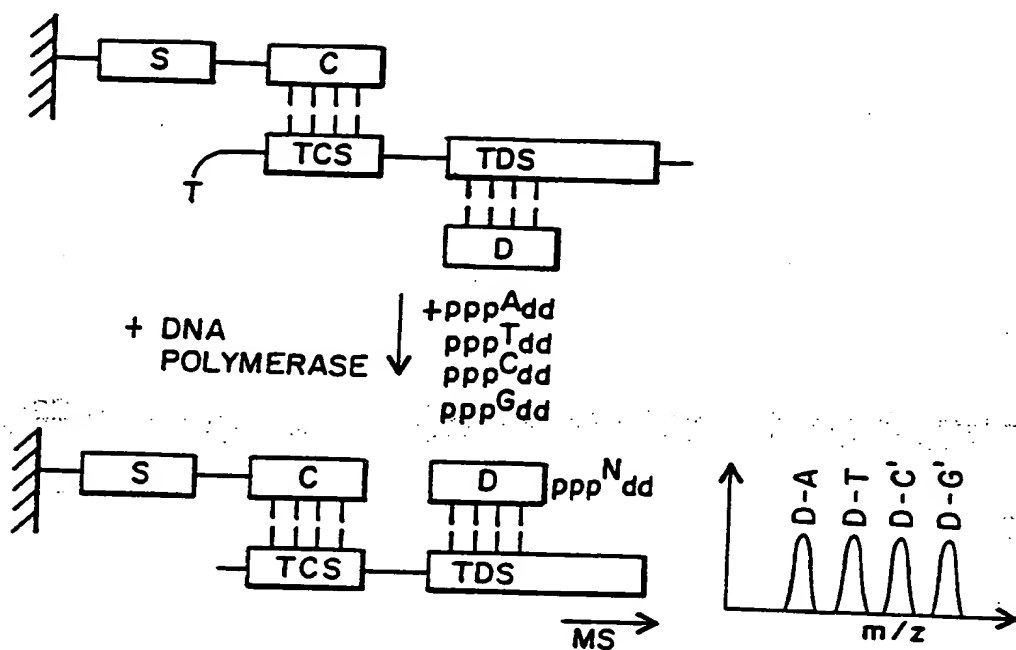 S
C
TCS
TDS
T
D
+ DNA POLYMERASE
+pppAdd
pppTdd
pppCdd
pppGdd
S
C
D
pppNdd
TCS
TDS
MS
D-A
D-T
D-C'
D-G'
m/z